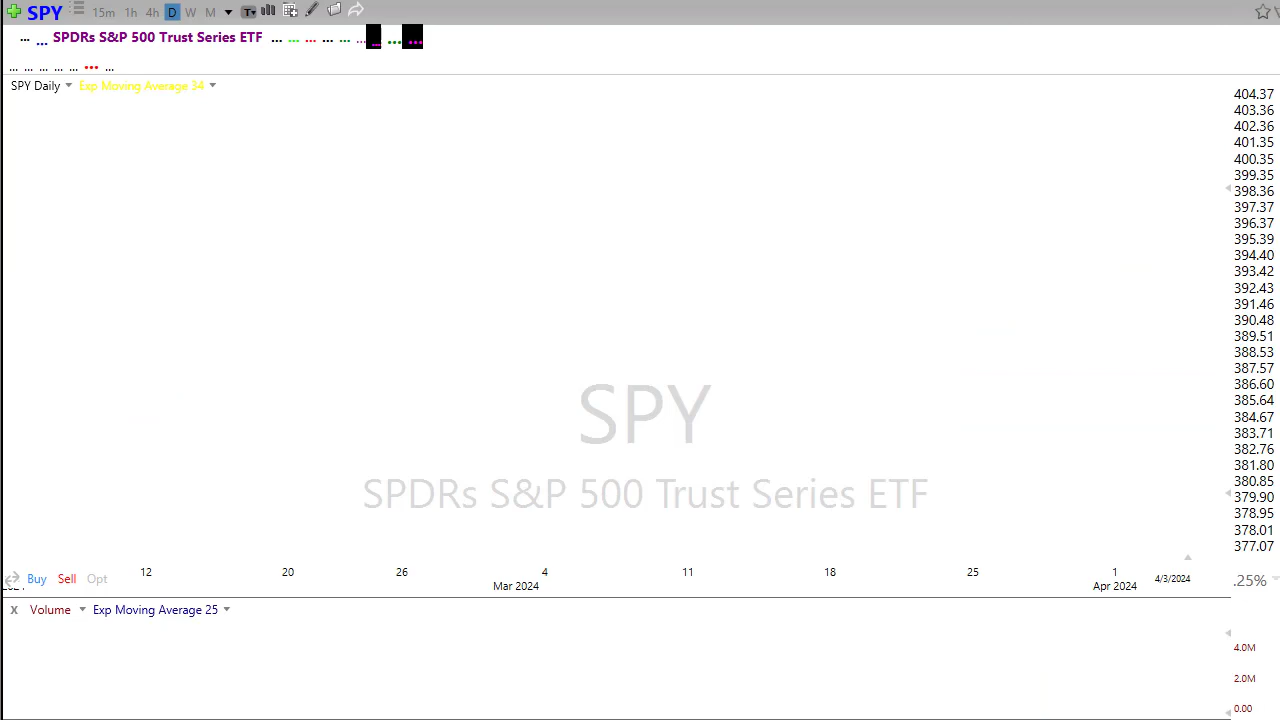 SPY 15m 1h 4h D W M T
... ... SPDRs S&P 500 Trust Series ETF ... ... ... ... ... ... ... ... ...
... ... ... ... ... ... ...
SPY Daily Exp Moving Average 34
404.37
403.36
402.36
401.35
400.35
399.35
398.36
397.37
396.37
395.39
394.40
393.42
392.43
391.46
390.48
389.51
388.53
387.57
386.60
385.64
384.67
383.71
382.76
381.80
380.85
379.90
378.95
378.01
377.07
SPY
SPDRs S&P 500 Trust Series ETF
12 20 26 4 11 18 25 1
Buy Sell Opt
Mar 2024 Apr 2024 4/3/2024
.25%
X Volume Exp Moving Average 25
4.0M
2.0M
0.00